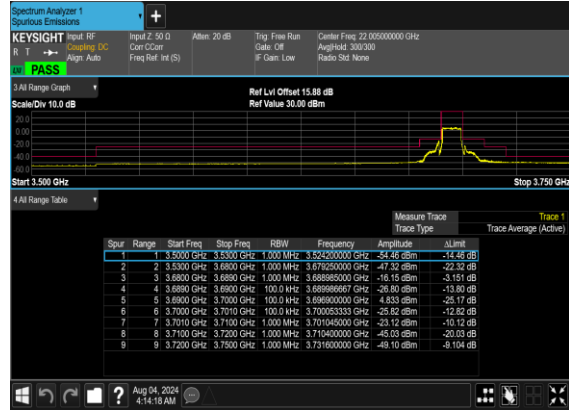 Spectrum Analyzer 1
Spurious Emissions
KEYSIGHT Input: RF Input Z: 50 Ω Atten: 20 dB Trig: Free Run Center Freq: 22.005000000 GHz
R T Coupling: DC Corr CCorr Gate: Off Avg|Hold: 300/300
Align: Auto Freq Ref: Int (S) IF Gain: Low Radio Std: None
LW PASS
3 All Range Graph Ref Lvl Offset 15.88 dB
Scale/Div 10.0 dB Ref Value 30.00 dBm
20.0
0.00
-20.0
-40.0
-60.0
Start 3.500 GHz Stop 3.750 GHz
4 All Range Table
Measure Trace Trace 1
Trace Type Trace Average (Active)
Spur Range Start Freq Stop Freq RBW Frequency Amplitude ΔLimit
1 1 3.5000 GHz 3.5300 GHz 1.000 MHz 3.524200000 GHz -54.46 dBm -14.46 dB
2 2 3.5300 GHz 3.6800 GHz 1.000 MHz 3.679250000 GHz -47.32 dBm -22.32 dB
3 3 3.6800 GHz 3.6890 GHz 1.000 MHz 3.688985000 GHz -16.15 dBm -3.151 dB
4 4 3.6890 GHz 3.6900 GHz 100.0 kHz 3.689986667 GHz -26.80 dBm -13.80 dB
5 5 3.6900 GHz 3.7000 GHz 100.0 kHz 3.696900000 GHz 4.833 dBm -25.17 dB
6 6 3.7000 GHz 3.7010 GHz 100.0 kHz 3.700053333 GHz -25.82 dBm -12.82 dB
7 7 3.7010 GHz 3.7100 GHz 1.000 MHz 3.701045000 GHz -23.12 dBm -10.12 dB
8 8 3.7100 GHz 3.7200 GHz 1.000 MHz 3.710400000 GHz -45.03 dBm -20.03 dB
9 9 3.7200 GHz 3.7500 GHz 1.000 MHz 3.731600000 GHz -49.10 dBm -9.104 dB
? Aug 04, 2024
4:14:18 AM